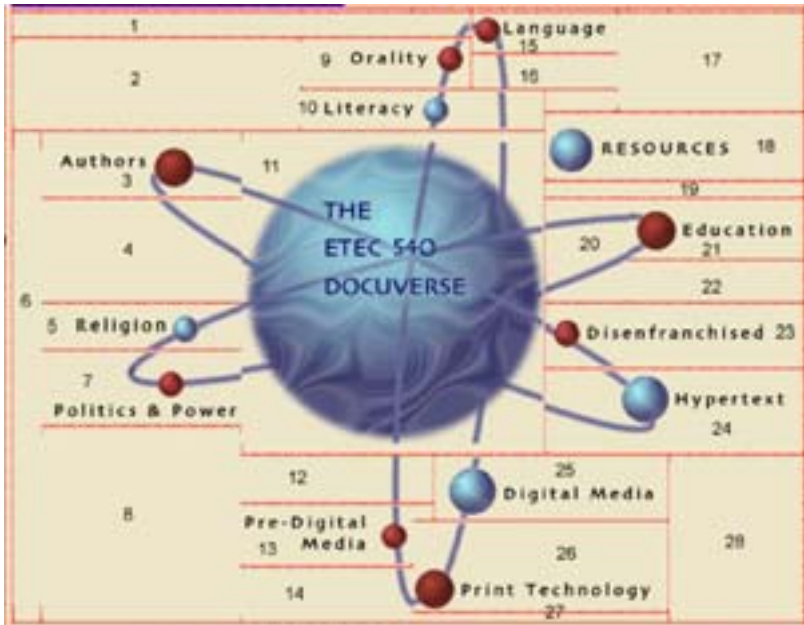 1
Language
15
9 Orality
17
2
16
10 Literacy
RESOURCES 18
Authors
11
3
19
THE
ETEC 540
DOCUVERSE
Education
20
21
4
22
6
5 Religion
Disenfranchised 23
7
Politics & Power
Hypertext
24
12
25
Digital Media
8
Pre-Digital
13 Media
26
28
14
Print Technology
27